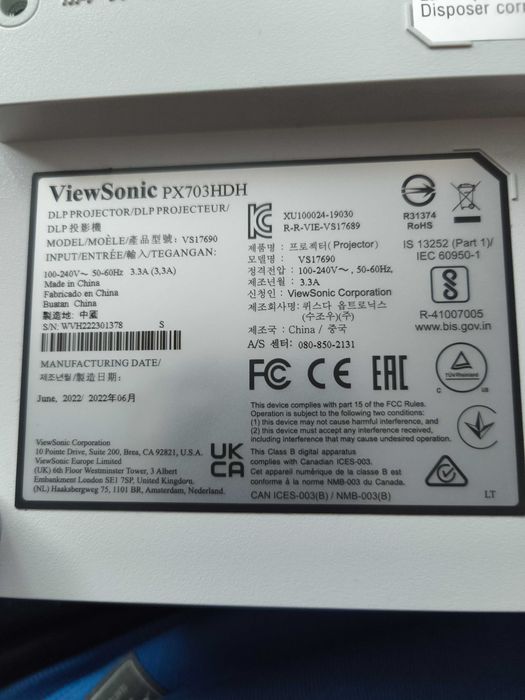 Disposer corr
ViewSonic PX703HDH
DLP PROJECTOR/DLP PROJECTEUR/
DLP 投影機
MODEL/MOÈLE/產品型號: VS17690
INPUT/ENTRÉE/輸入/TEGANGAN:
100-240V～ 50-60Hz 3.3A (3,3A)
Made in China
Fabricado en China
Buatan China
製造地: 中國
S/N: WVH222301378 S
MANUFACTURING DATE/
제조년월/製造日期:
June, 2022/ 2022年06月
ViewSonic Corporation
10 Pointe Drive, Suite 200, Brea, CA 92821, U.S.A.
ViewSonic Europe Limited
(UK) 6th Floor Westminster Tower, 3 Albert
Embankment London SE1 7SP, United Kingdom.
(NL) Haaksbergweg 75, 1101 BR, Amsterdam, Nederland.
UK
CA
KC
XU100024-19030
R-R-VIE-VS17689
제품명 : 프로젝터(Projector)
모델명 : VS17690
정격전압 : 100-240V～, 50-60Hz,
제조년월 : 3.3A
신청인 : ViewSonic Corporation
제조회사명: 퀴스다 옵트로닉스
(수조우)(주)
제조국 : China / 중국
A/S 센터: 080-850-2131
FC CE EAC
This device complies with part 15 of the FCC Rules.
Operation is subject to the following two conditions:
(1) this device may not cause harmful interference, and
(2) this device must accept any interference received,
including interference that may cause undesired operation.
This Class B digital apparatus
complies with Canadian ICES-003.
Cet appareil numérique de la classe B est
conforme à la norme NMB-003 du Canada.
CAN ICES-003(B) / NMB-003(B)
R31374
RoHS
IS 13252 (Part 1)/
IEC 60950-1
R-41007005
www.bis.gov.in
TÜVRheinland
C US
LT